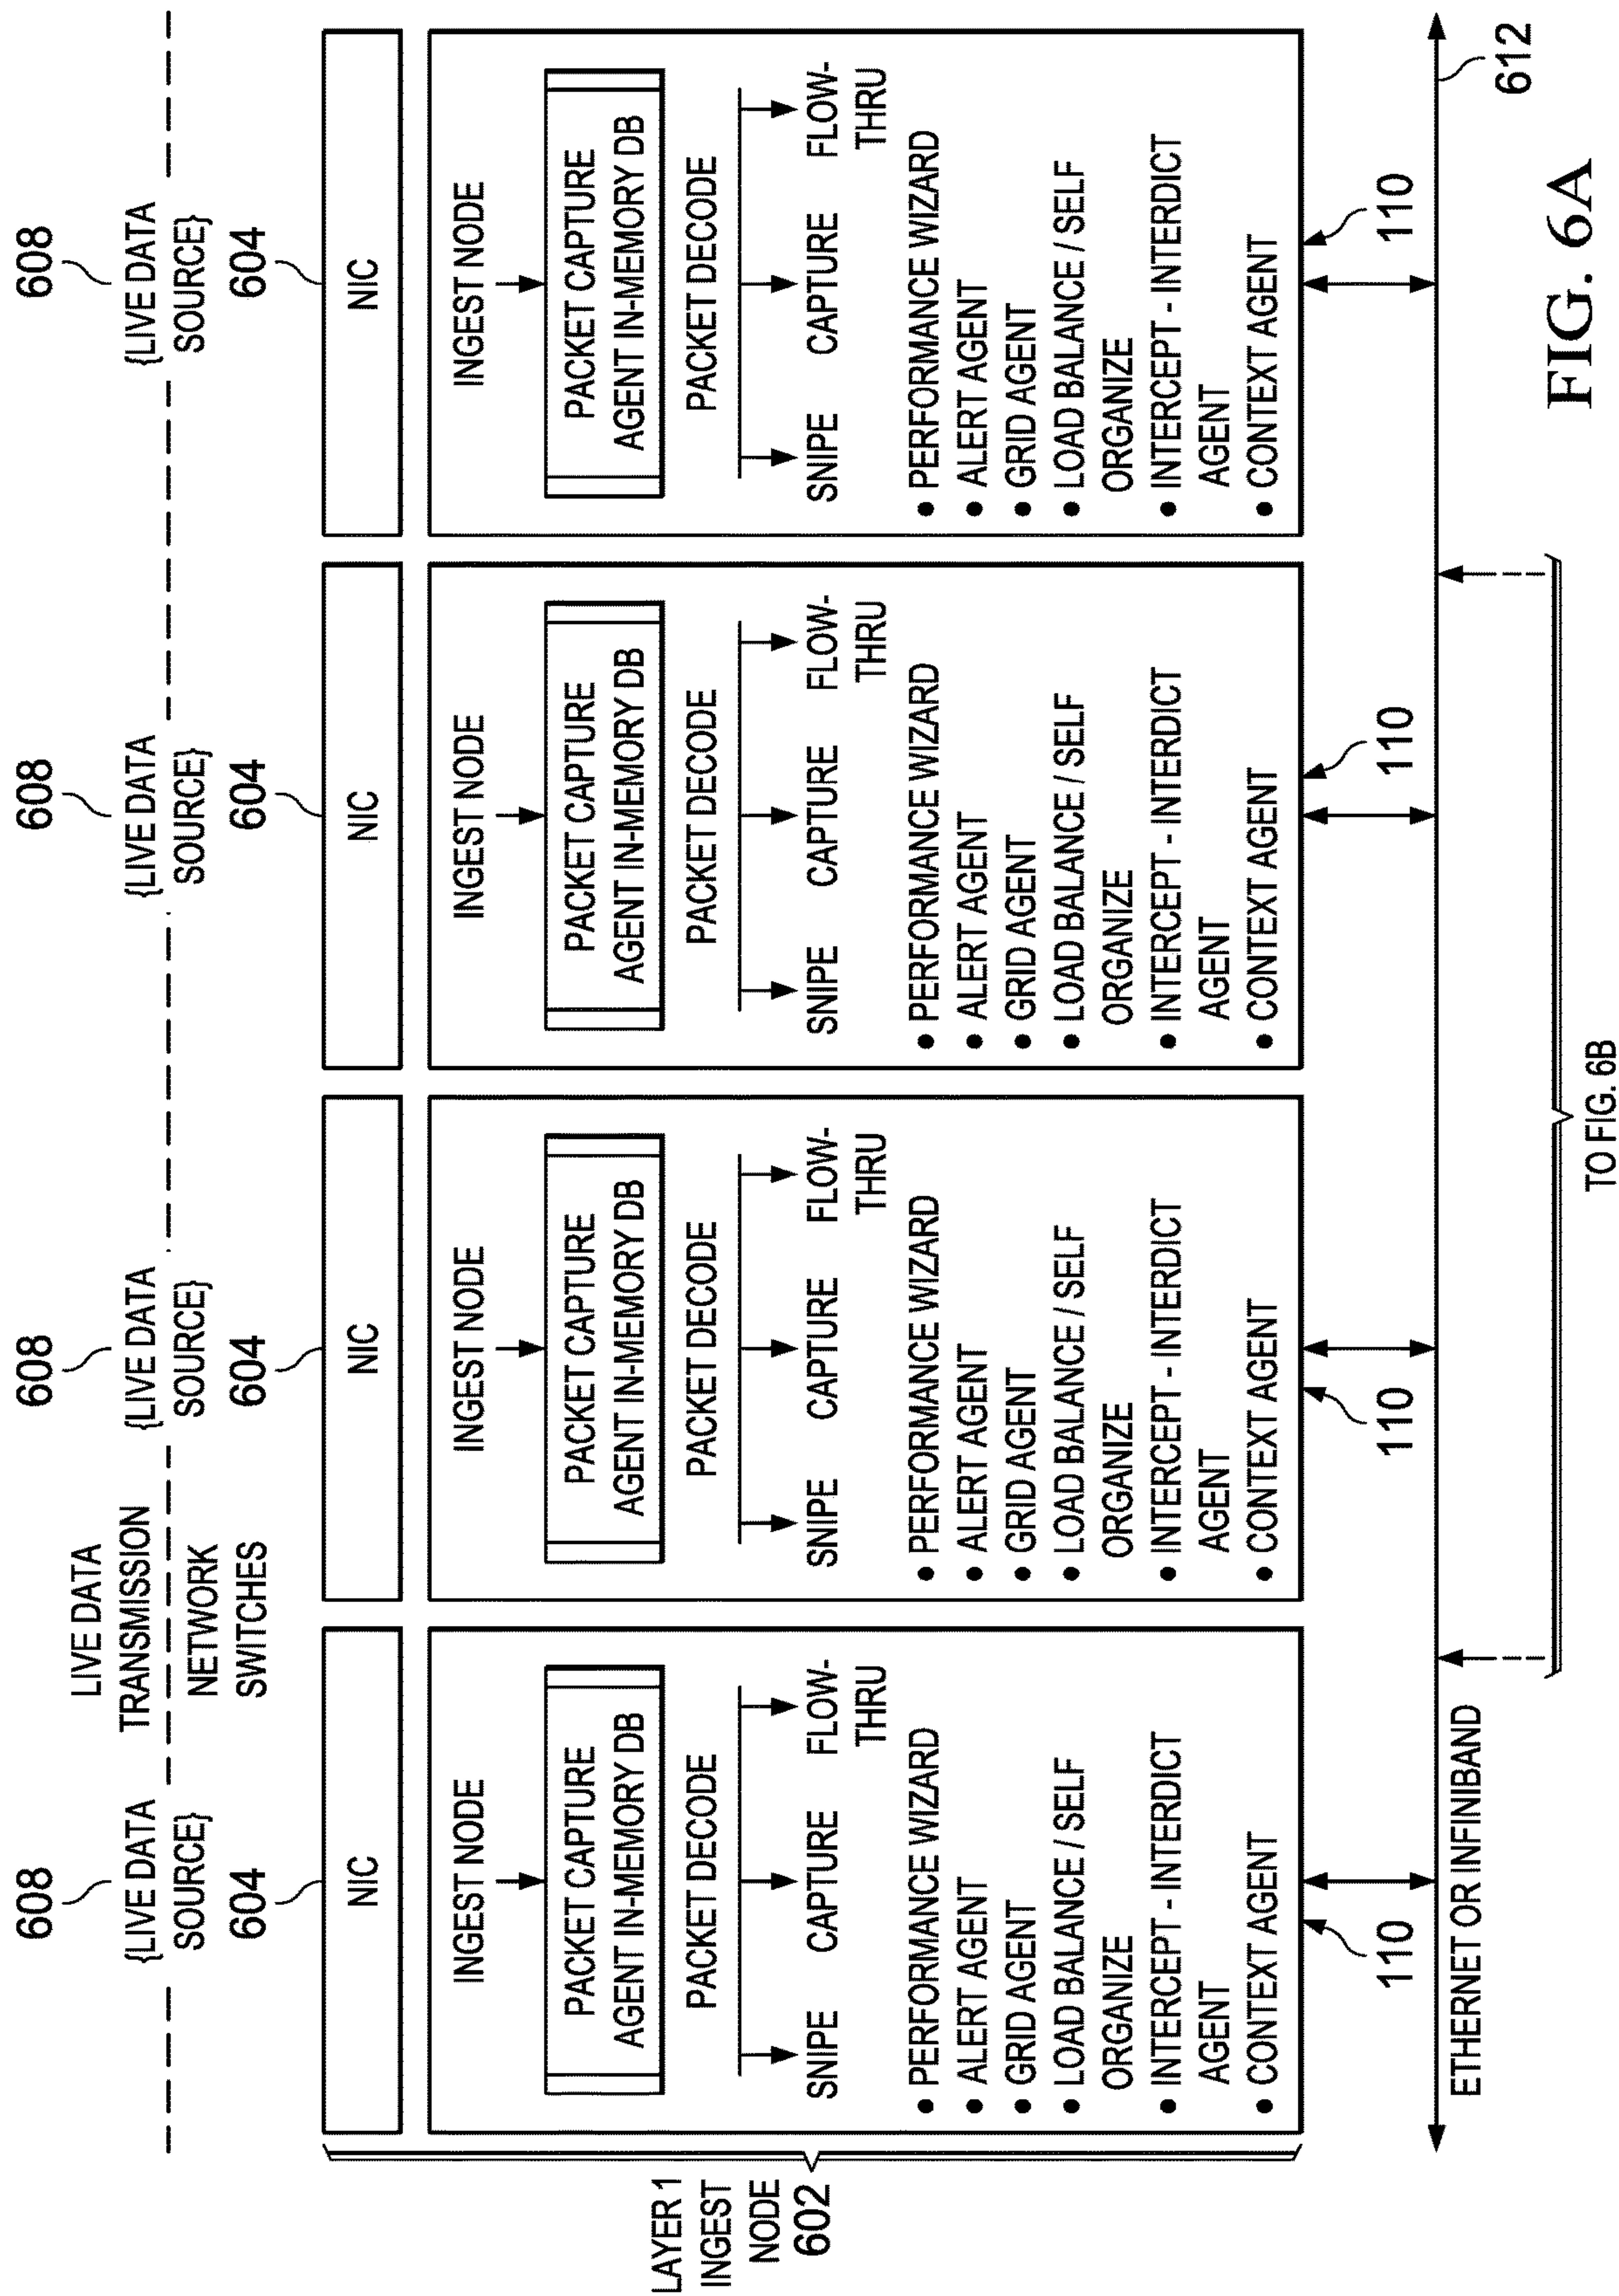 LIVE DATA
TRANSMISSION
NETWORK
SWITCHES
608
{LIVE DATA
SOURCE}
604
NIC
608
{LIVE DATA
SOURCE}
604
NIC
608
{LIVE DATA
SOURCE}
604
NIC
608
{LIVE DATA
SOURCE}
604
NIC
LAYER 1
INGEST
NODE
602
INGEST NODE
PACKET CAPTURE
AGENT IN-MEMORY DB
PACKET DECODE
SNIPE CAPTURE FLOW-
THRU
• PERFORMANCE WIZARD
• ALERT AGENT
• GRID AGENT
• LOAD BALANCE / SELF
ORGANIZE
• INTERCEPT - INTERDICT
AGENT
• CONTEXT AGENT
110
INGEST NODE
PACKET CAPTURE
AGENT IN-MEMORY DB
PACKET DECODE
SNIPE CAPTURE FLOW-
THRU
• PERFORMANCE WIZARD
• ALERT AGENT
• GRID AGENT
• LOAD BALANCE / SELF
ORGANIZE
• INTERCEPT - INTERDICT
AGENT
• CONTEXT AGENT
110
INGEST NODE
PACKET CAPTURE
AGENT IN-MEMORY DB
PACKET DECODE
SNIPE CAPTURE FLOW-
THRU
• PERFORMANCE WIZARD
• ALERT AGENT
• GRID AGENT
• LOAD BALANCE / SELF
ORGANIZE
• INTERCEPT - INTERDICT
AGENT
• CONTEXT AGENT
110
INGEST NODE
PACKET CAPTURE
AGENT IN-MEMORY DB
PACKET DECODE
SNIPE CAPTURE FLOW-
THRU
• PERFORMANCE WIZARD
• ALERT AGENT
• GRID AGENT
• LOAD BALANCE / SELF
ORGANIZE
• INTERCEPT - INTERDICT
AGENT
• CONTEXT AGENT
110
ETHERNET OR INFINIBAND
612
TO FIG. 6B
FIG. 6A